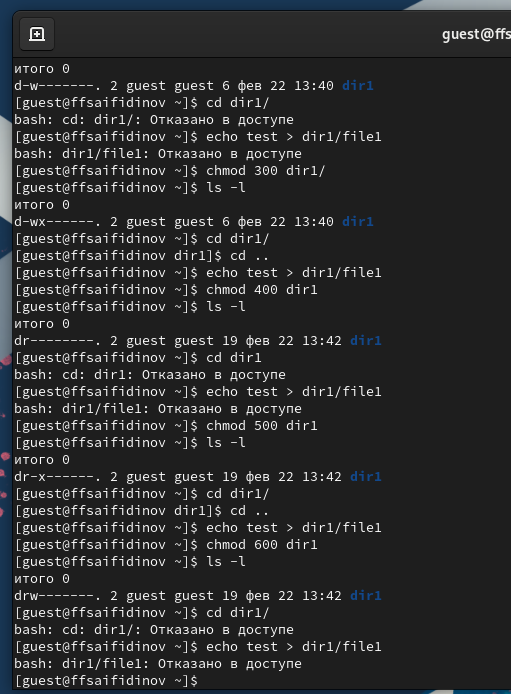 guest@ffs
итого 0
d-w-------. 2 guest guest 6 фев 22 13:40 dir1
[guest@ffsaifidinov ~]$ cd dir1/
bash: cd: dir1/: Отказано в доступе
[guest@ffsaifidinov ~]$ echo test > dir1/file1
bash: dir1/file1: Отказано в доступе
[guest@ffsaifidinov ~]$ chmod 300 dir1/
[guest@ffsaifidinov ~]$ ls -l
итого 0
d-wx------. 2 guest guest 6 фев 22 13:40 dir1
[guest@ffsaifidinov ~]$ cd dir1/
[guest@ffsaifidinov dir1]$ cd ..
[guest@ffsaifidinov ~]$ echo test > dir1/file1
[guest@ffsaifidinov ~]$ chmod 400 dir1
[guest@ffsaifidinov ~]$ ls -l
итого 0
dr--------. 2 guest guest 19 фев 22 13:42 dir1
[guest@ffsaifidinov ~]$ cd dir1
bash: cd: dir1: Отказано в доступе
[guest@ffsaifidinov ~]$ echo test > dir1/file1
bash: dir1/file1: Отказано в доступе
[guest@ffsaifidinov ~]$ chmod 500 dir1
[guest@ffsaifidinov ~]$ ls -l
итого 0
dr-x------. 2 guest guest 19 фев 22 13:42 dir1
[guest@ffsaifidinov ~]$ cd dir1/
[guest@ffsaifidinov dir1]$ cd ..
[guest@ffsaifidinov ~]$ echo test > dir1/file1
[guest@ffsaifidinov ~]$ chmod 600 dir1
[guest@ffsaifidinov ~]$ ls -l
итого 0
drw-------. 2 guest guest 19 фев 22 13:42 dir1
[guest@ffsaifidinov ~]$ cd dir1/
bash: cd: dir1/: Отказано в доступе
[guest@ffsaifidinov ~]$ echo test > dir1/file1
bash: dir1/file1: Отказано в доступе
[guest@ffsaifidinov ~]$